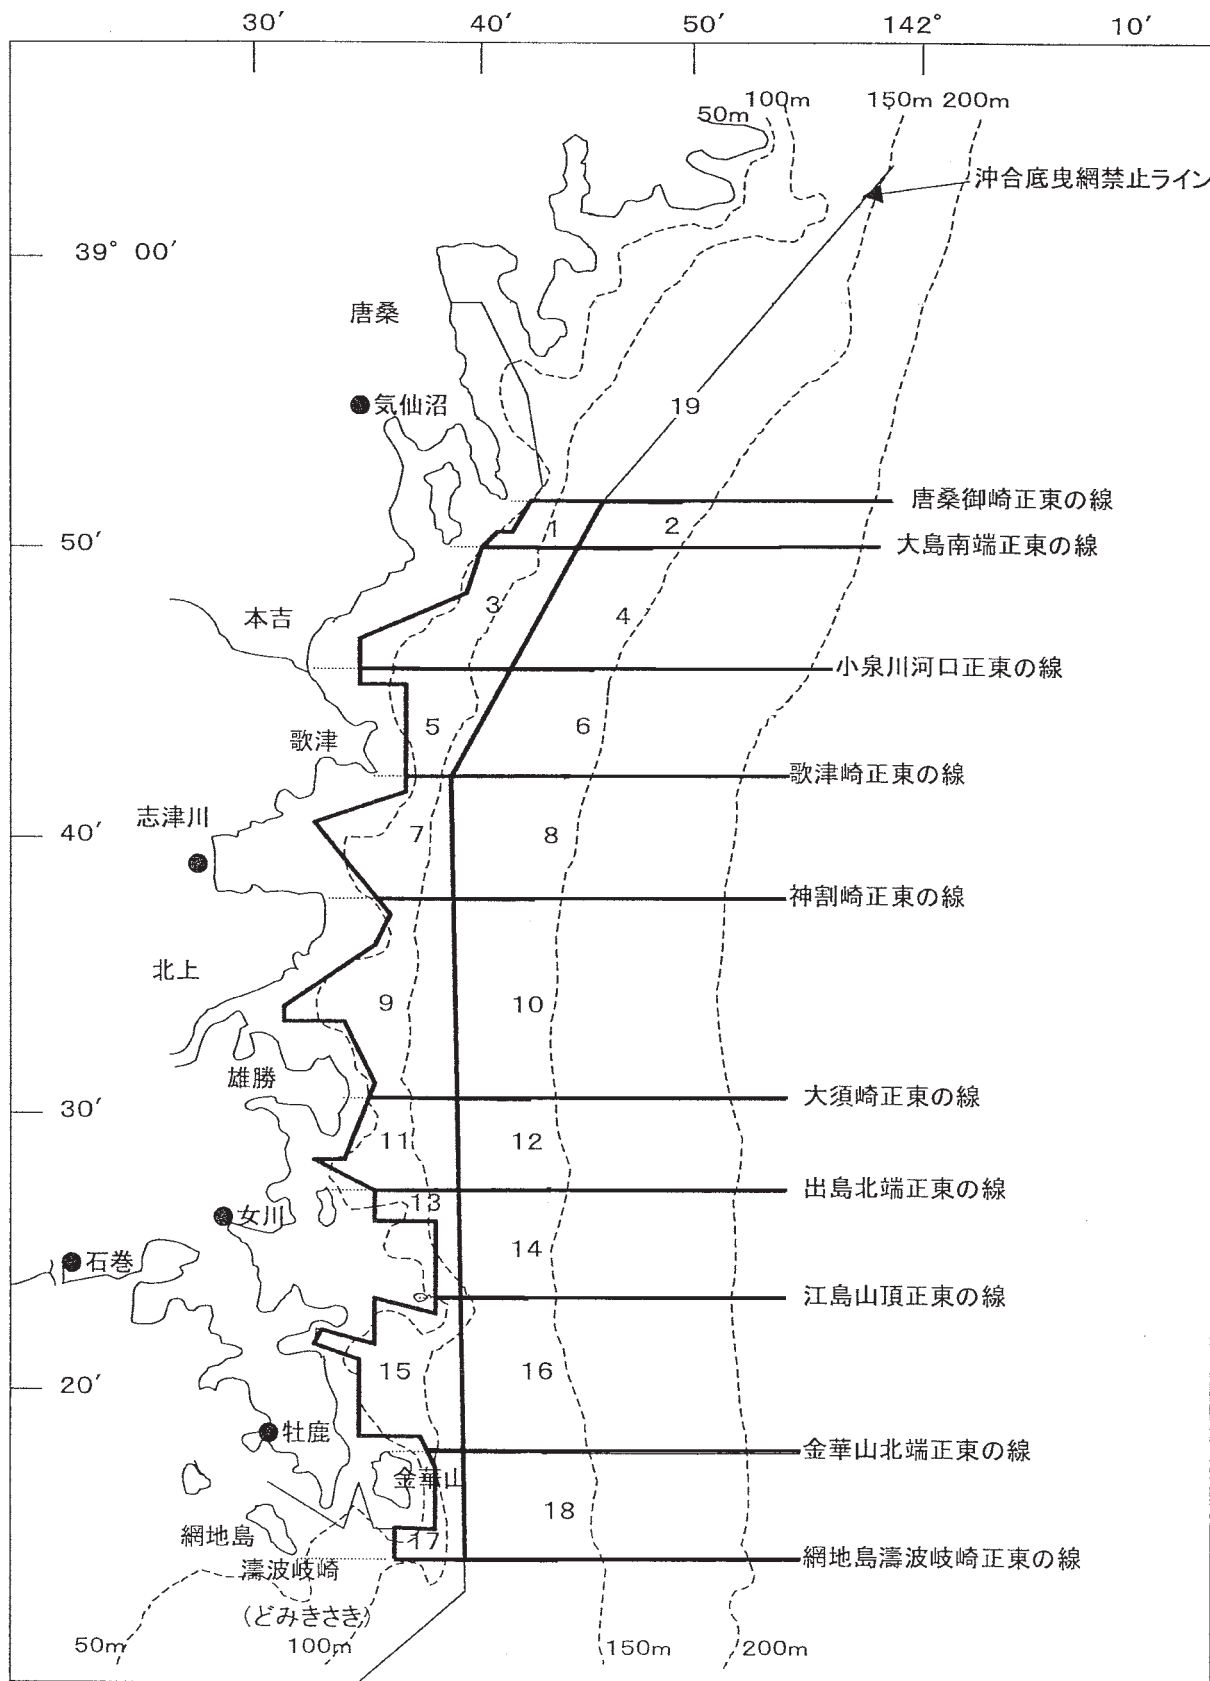 30′ 40′ 50′ 142° 10′
100m 150m 200m
50m
沖合底曳網禁止ライン
39° 00′
唐桑
気仙沼
19
唐桑御崎正東の線
1 2
50′
大島南端正東の線
3
4
本吉
小泉川河口正東の線
5 6
歌津
歌津崎正東の線
志津川
40′
7 8
神割崎正東の線
北上
9 10
雄勝
大須崎正東の線
30′
11 12
出島北端正東の線
13
女川
14
石巻
江島山頂正東の線
15 16
20′
牡鹿
金華山北端正東の線
金華山
18
網地島
17
網地島濤波岐崎正東の線
濤波岐崎
(どみきさき)
50m 100m 150m 200m